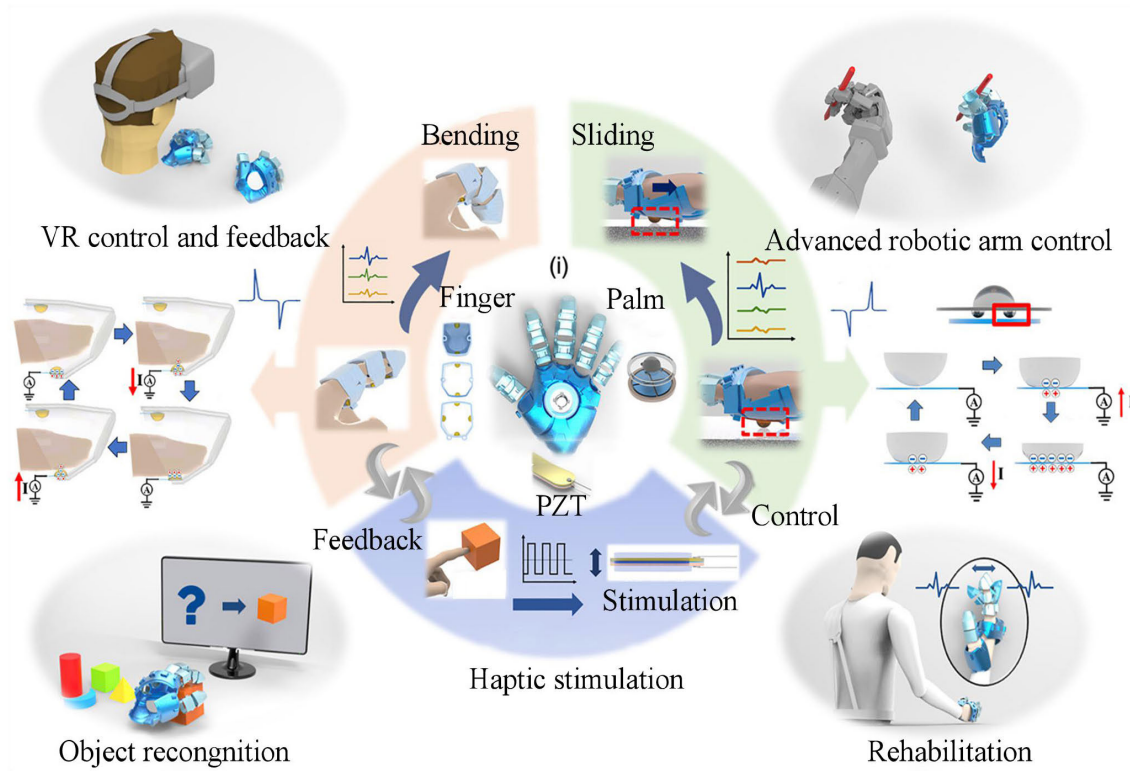 Bending
Sliding
VR control and feedback
Advanced robotic arm control
(i)
Finger
Palm
A
I
A
A
I
A
A
A
A
I
A
PZT
Feedback
Control
Stimulation
Haptic stimulation
?
Object recongnition
Rehabilitation